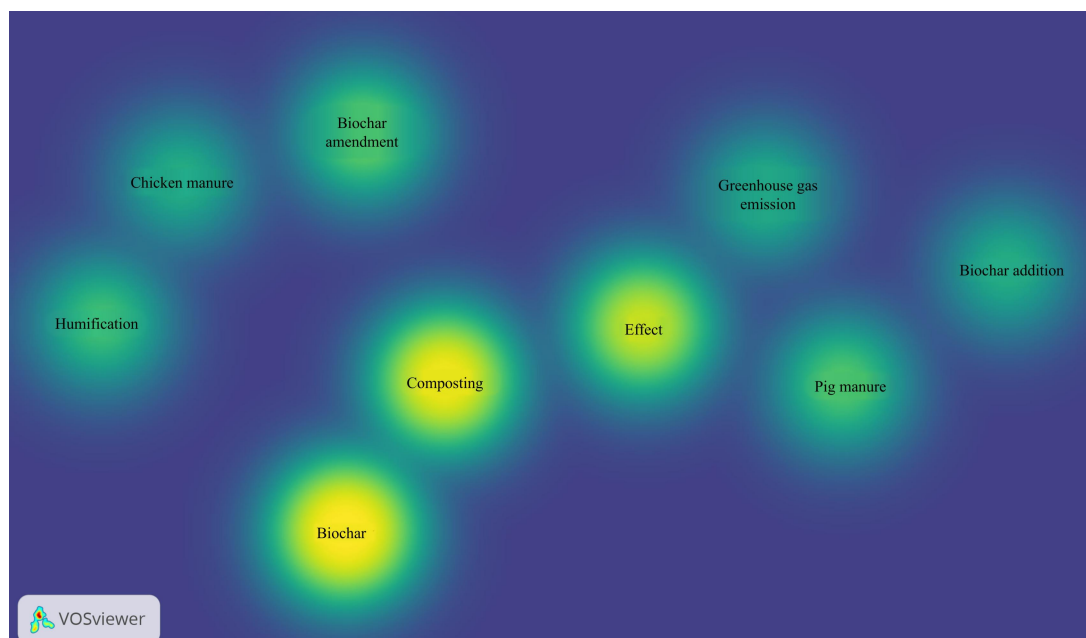 Biochar
amendment
Chicken manure
Greenhouse gas
emission
Biochar addition
Humification
Effect
Composting
Pig manure
Biochar
VOSviewer